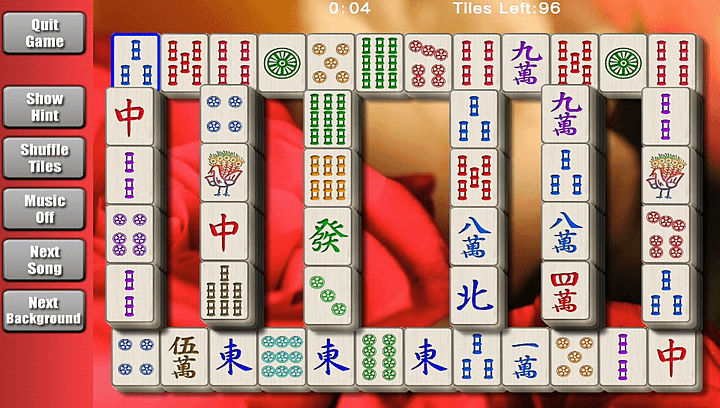 0:04
Tiles Left:96
Quit
Game
Show
Hint
Shuffle
Tiles
Music
Off
Next
Song
Next
Background
九
萬
中
九
萬
中
發
八
萬
八
萬
北
四
萬
伍
萬
東
東
東
一
萬
中